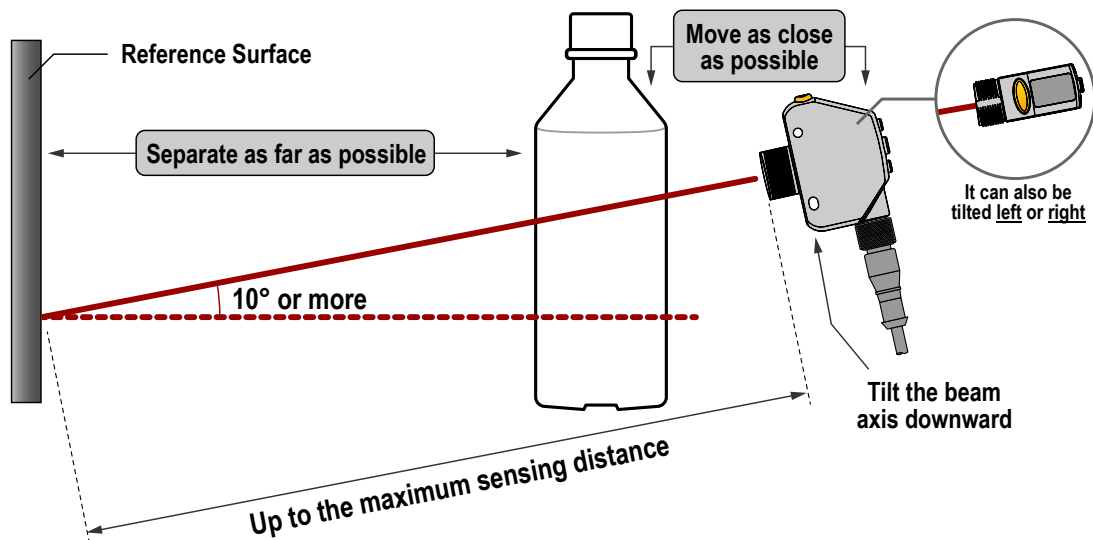 Reference Surface
Move as close
as possible
Separate as far as possible
It can also be
tilted left or right
10° or more
Tilt the beam
axis downward
Up to the maximum sensing distance